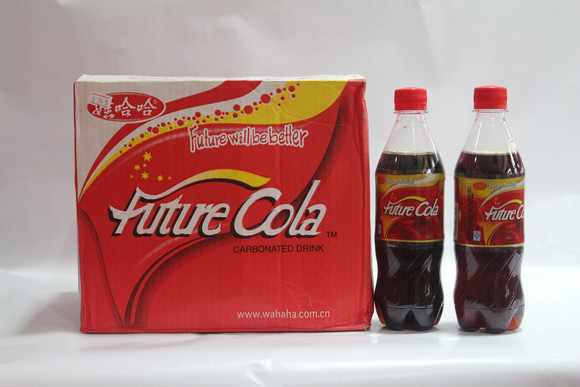 娃哈哈
Future will be better
Future Cola
TM
CARBONATED DRINK
www.wahaha.com.cn
Future Cola
Future Cola